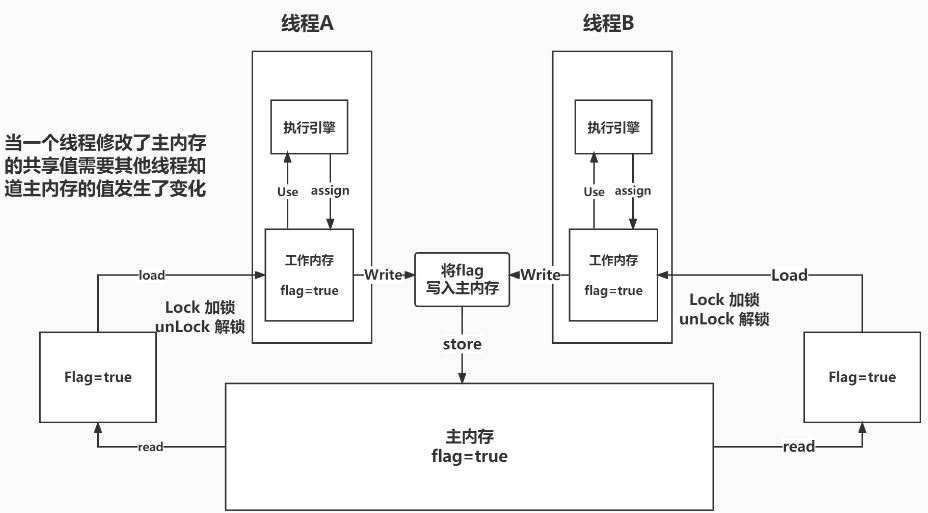 线程A
线程B
当一个线程修改了主内存
的共享值需要其他线程知
道主内存的值发生了变化
执行引擎
执行引擎
Use
assign
Use
assign
工作内存
flag=true
工作内存
flag=true
load
Write
将flag
写入主内存
Write
Load
Lock 加锁
unLock 解锁
Lock 加锁
unLock 解锁
store
Flag=true
Flag=true
read
主内存
flag=true
read